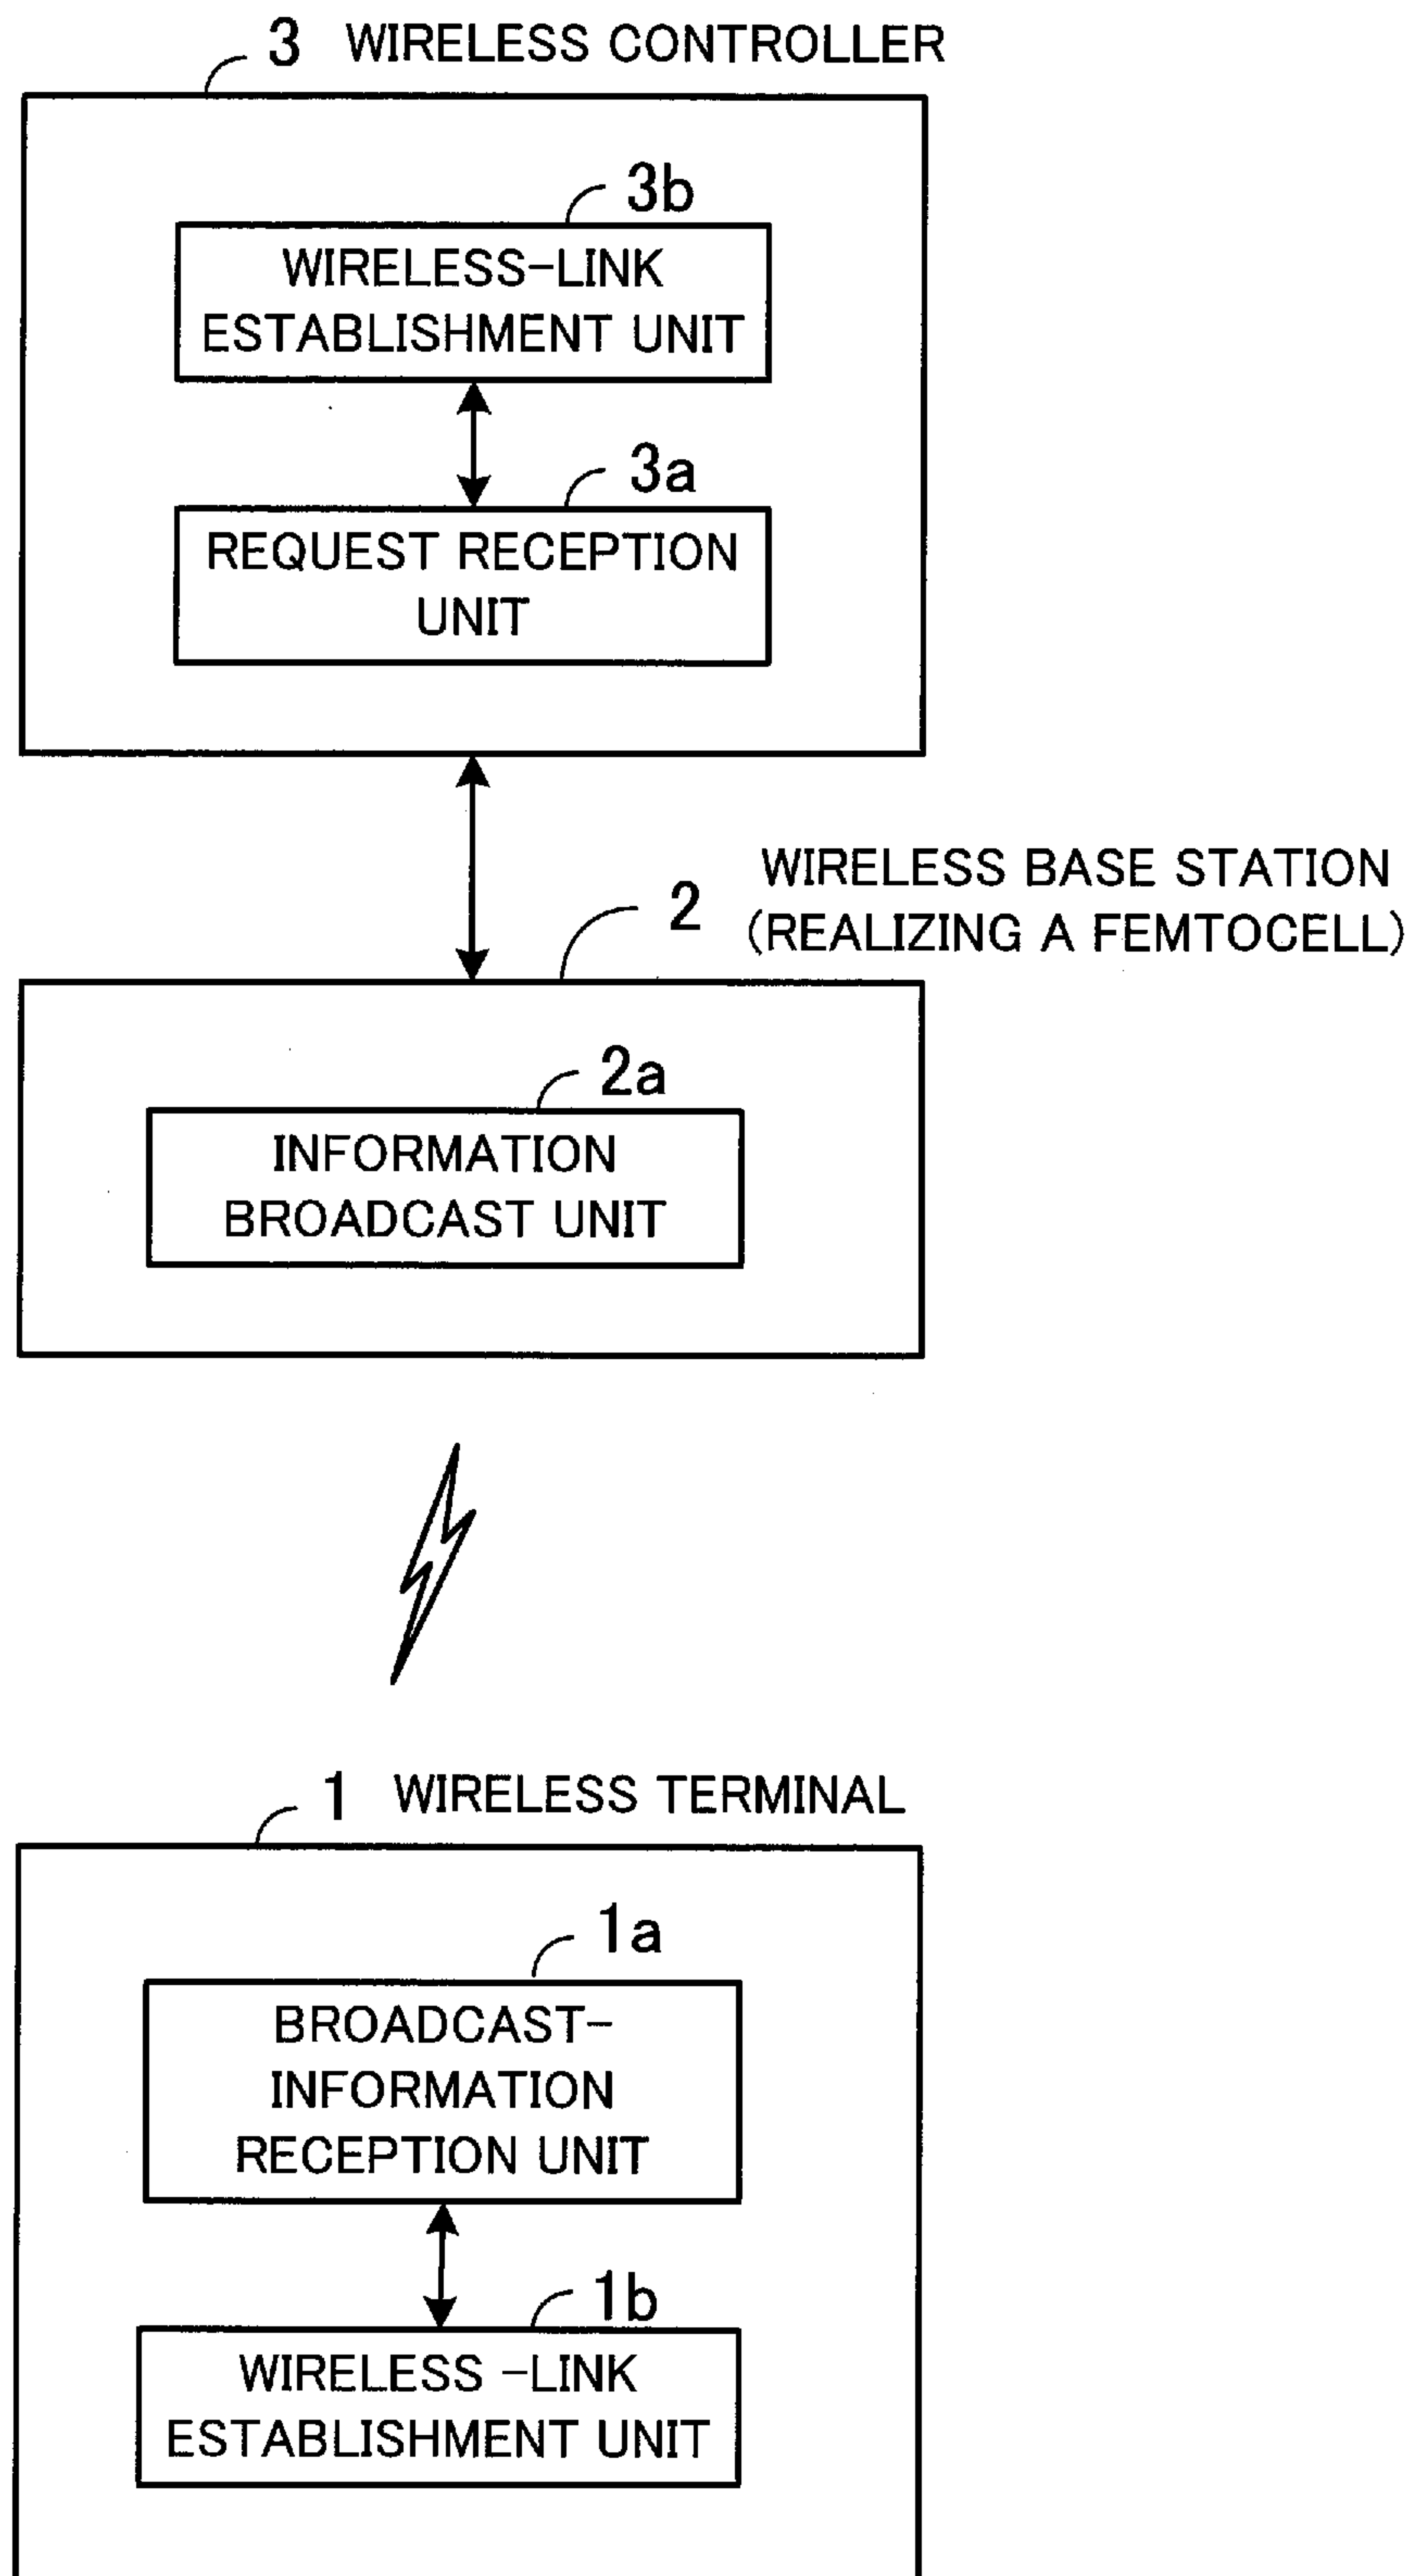 3 WIRELESS CONTROLLER
3b
WIRELESS-LINK
ESTABLISHMENT UNIT
3a
REQUEST RECEPTION
UNIT
2 WIRELESS BASE STATION
(REALIZING A FEMTOCELL)
2a
INFORMATION
BROADCAST UNIT
1 WIRELESS TERMINAL
1a
BROADCAST-
INFORMATION
RECEPTION UNIT
1b
WIRELESS -LINK
ESTABLISHMENT UNIT